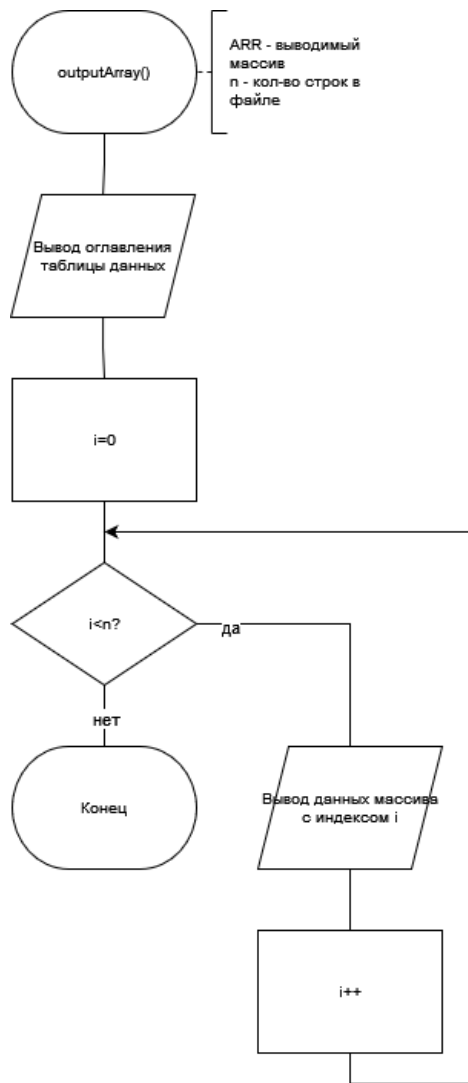 outputArray()
ARR - выводимый
массив
n - кол-во строк в
файле
Вывод оглавления
таблицы данных
i=0
i<n?
да
нет
Конец
Вывод данных массива
с индексом i
i++